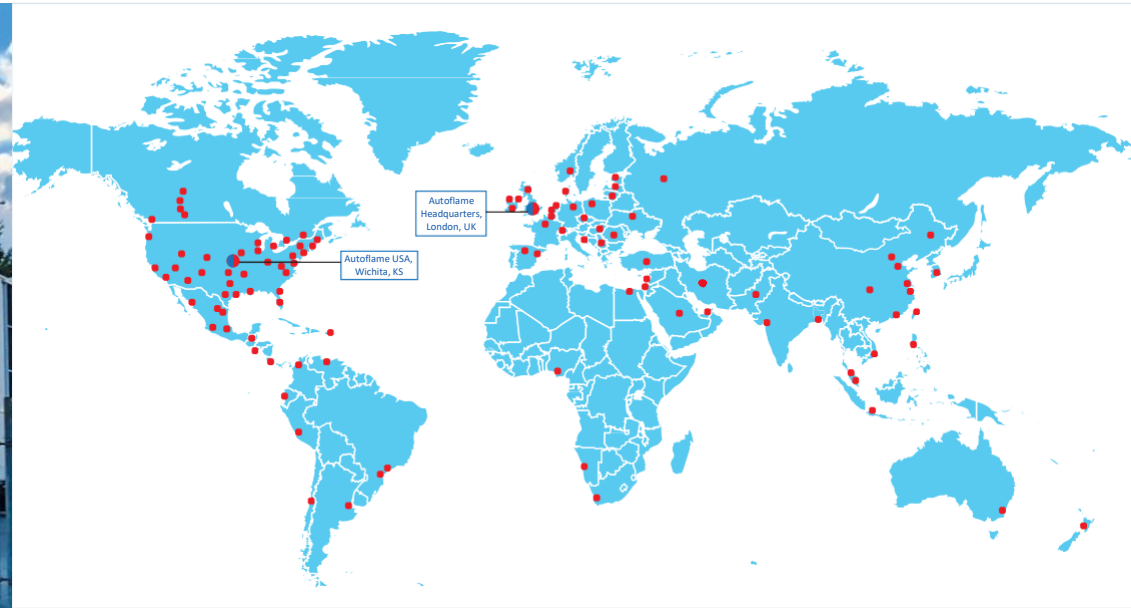 Autoflame
Headquarters,
London, UK
Autoflame USA,
Wichita, KS